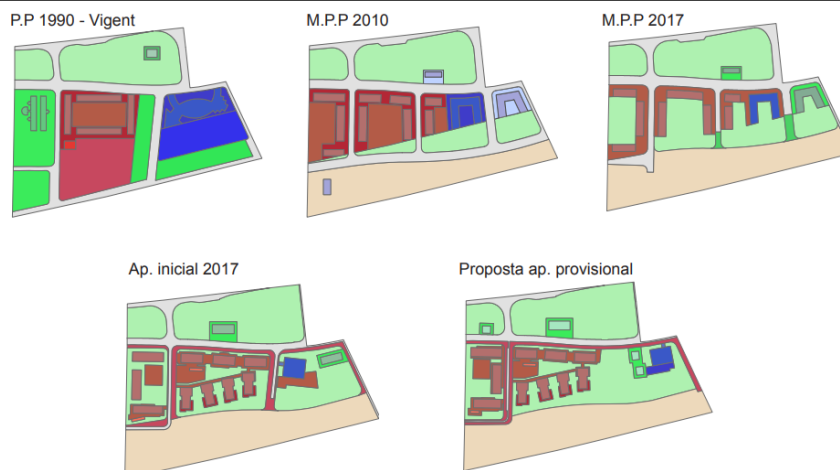 P.P 1990 - Vigent
M.P.P 2010
M.P.P 2017
Ap. inicial 2017
Proposta ap. provisional